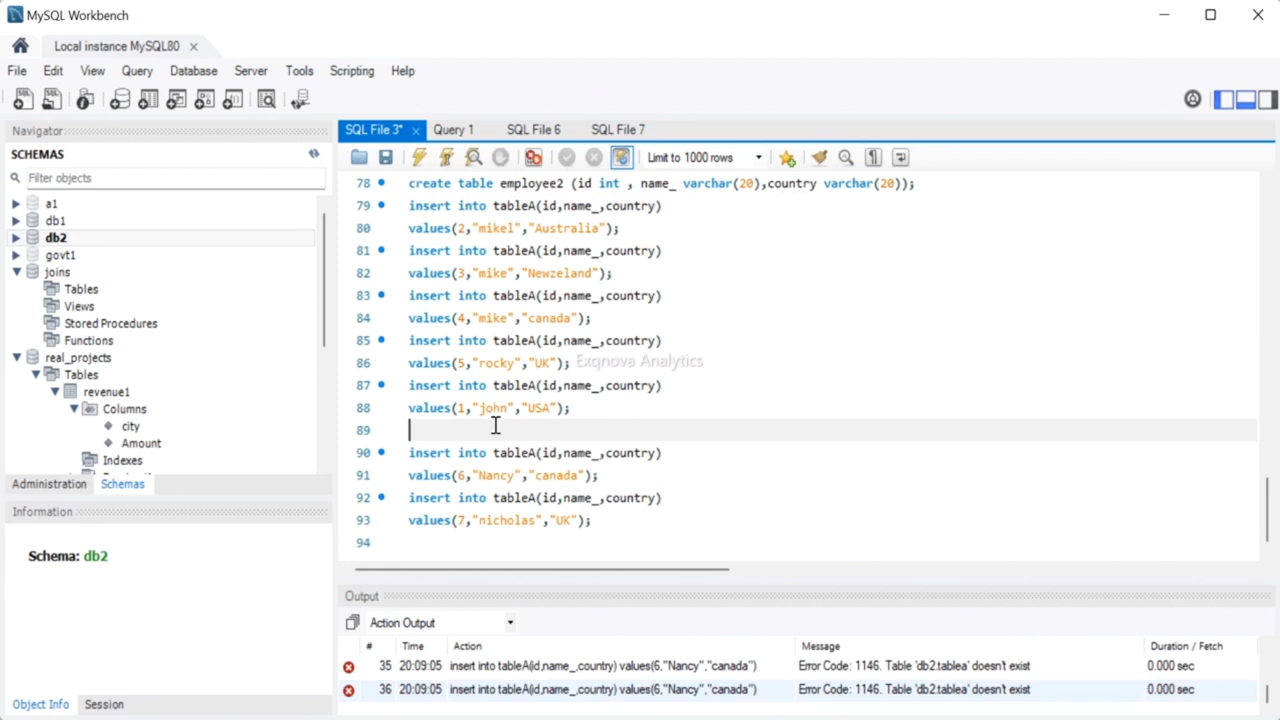 MySQL Workbench
Local instance MySQL80
File Edit View Query Database Server Tools Scripting Help
Navigator
SCHEMAS
Filter objects
a1
db1
db2
govt1
joins
Tables
Views
Stored Procedures
Functions
real_projects
Tables
revenue1
Columns
city
Amount
Indexes
Administration Schemas
Information
Schema: db2
Object Info Session
SQL File 3* Query 1 SQL File 6 SQL File 7
Limit to 1000 rows
78 create table employee2 (id int , name_ varchar(20),country varchar(20));
79 insert into tableA(id,name_,country)
80 values(2,"mikel","Australia");
81 insert into tableA(id,name_,country)
82 values(3,"mike","Newzeland");
83 insert into tableA(id,name_,country)
84 values(4,"mike","canada");
85 insert into tableA(id,name_,country)
86 values(5,"rocky","UK");
Exqnova Analytics
87 insert into tableA(id,name_,country)
88 values(1,"john","USA");
89
90 insert into tableA(id,name_,country)
91 values(6,"Nancy","canada");
92 insert into tableA(id,name_,country)
93 values(7,"nicholas","UK");
94
Output
Action Output
# Time Action Message Duration / Fetch
35 20:09:05 insert into tableA(id,name_,country) values(6,"Nancy","canada") Error Code: 1146. Table 'db2.tablea' doesn't exist 0.000 sec
36 20:09:05 insert into tableA(id,name_,country) values(6,"Nancy","canada") Error Code: 1146. Table 'db2.tablea' doesn't exist 0.000 sec